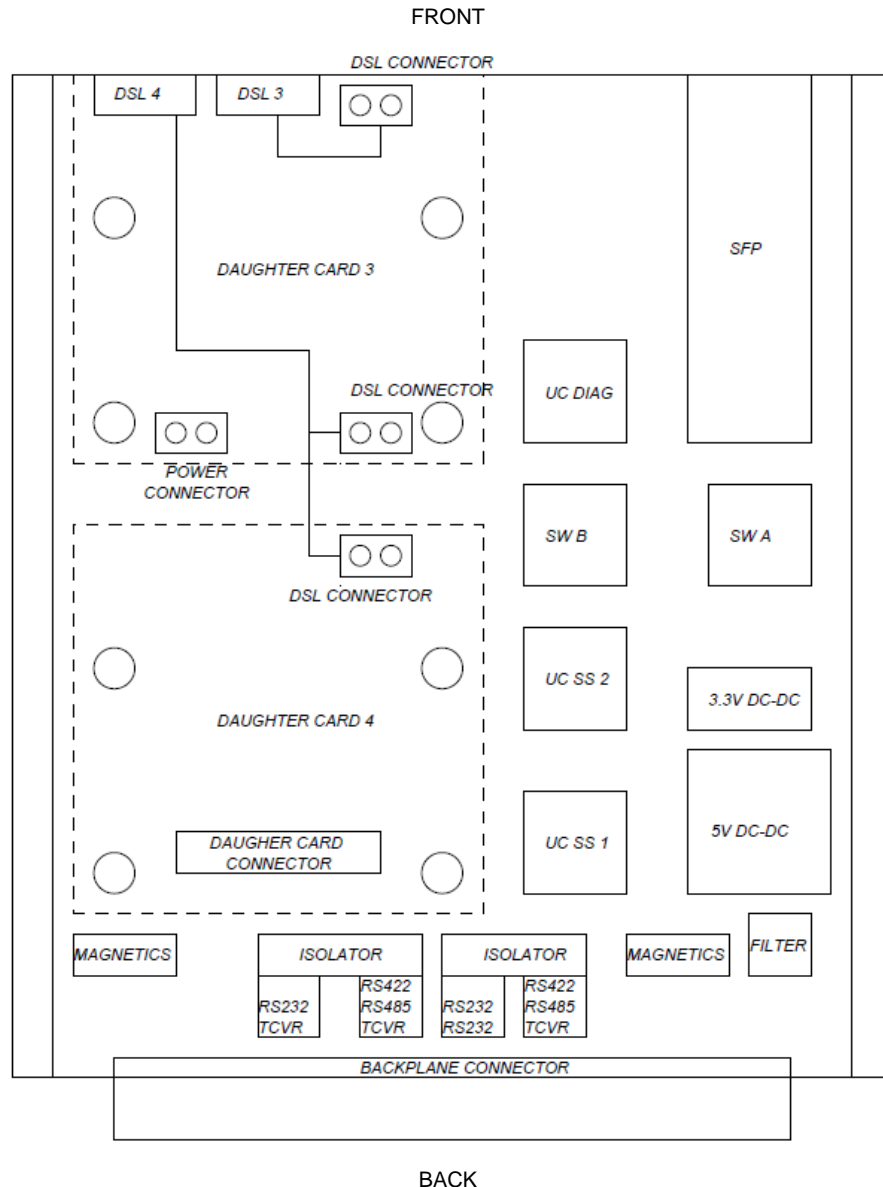 FRONT
DSL CONNECTOR
DSL 4
DSL 3
SFP
DAUGHTER CARD 3
DSL CONNECTOR
UC DIAG
POWER
CONNECTOR
SW B
SW A
DSL CONNECTOR
UC SS 2
3.3V DC-DC
DAUGHTER CARD 4
UC SS 1
5V DC-DC
DAUGHER CARD
CONNECTOR
MAGNETICS
ISOLATOR
ISOLATOR
MAGNETICS
FILTER
RS232
TCVR
RS422
RS485
TCVR
RS232
RS232
RS422
RS485
TCVR
BACKPLANE CONNECTOR
BACK